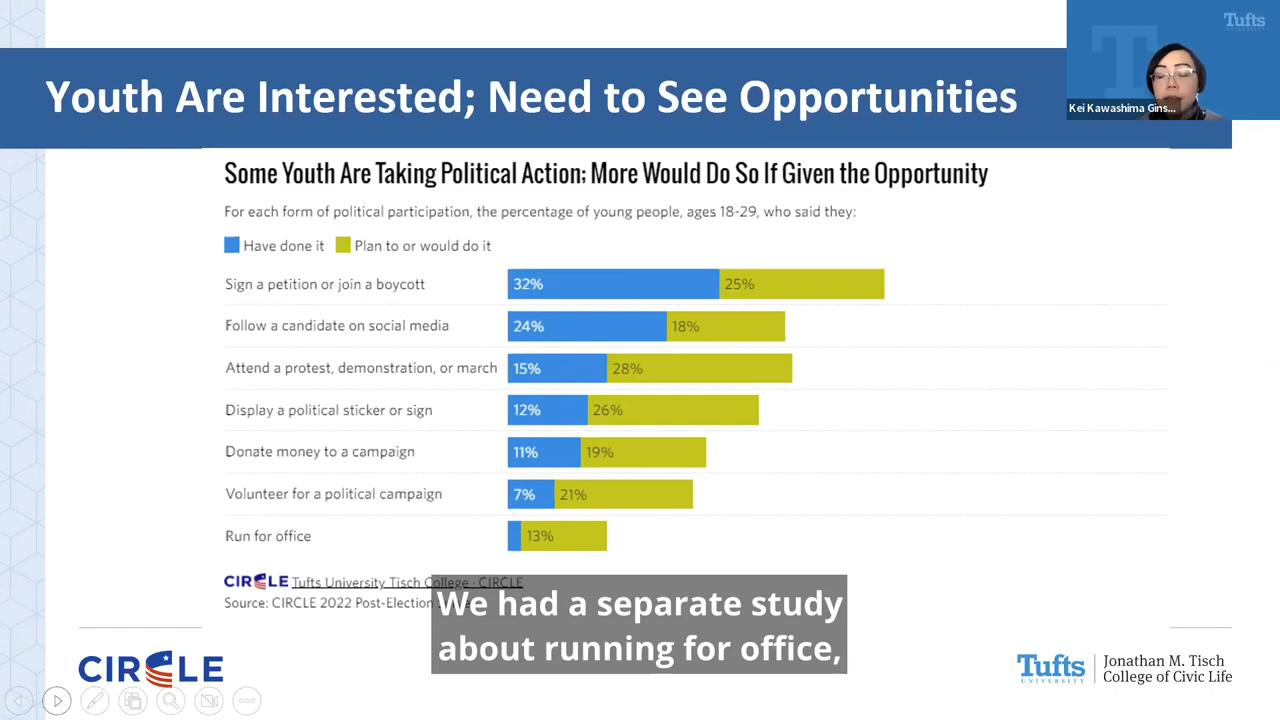 Tufts
UNIVERSITY
Youth Are Interested; Need to See Opportunities
Kei Kawashima Gins...
Some Youth Are Taking Political Action; More Would Do So If Given the Opportunity
For each form of political participation, the percentage of young people, ages 18-29, who said they:
Have done it Plan to or would do it
Sign a petition or join a boycott 32% 25%
Follow a candidate on social media 24% 18%
Attend a protest, demonstration, or march 15% 28%
Display a political sticker or sign 12% 26%
Donate money to a campaign 11% 19%
Volunteer for a political campaign 7% 21%
Run for office 13%
CIRCLE Tufts University Tisch College · CIRCLE
Source: CIRCLE 2022 Post-Election
We had a separate study
about running for office,
CIRCLE
Tufts
UNIVERSITY
Jonathan M. Tisch
College of Civic Life